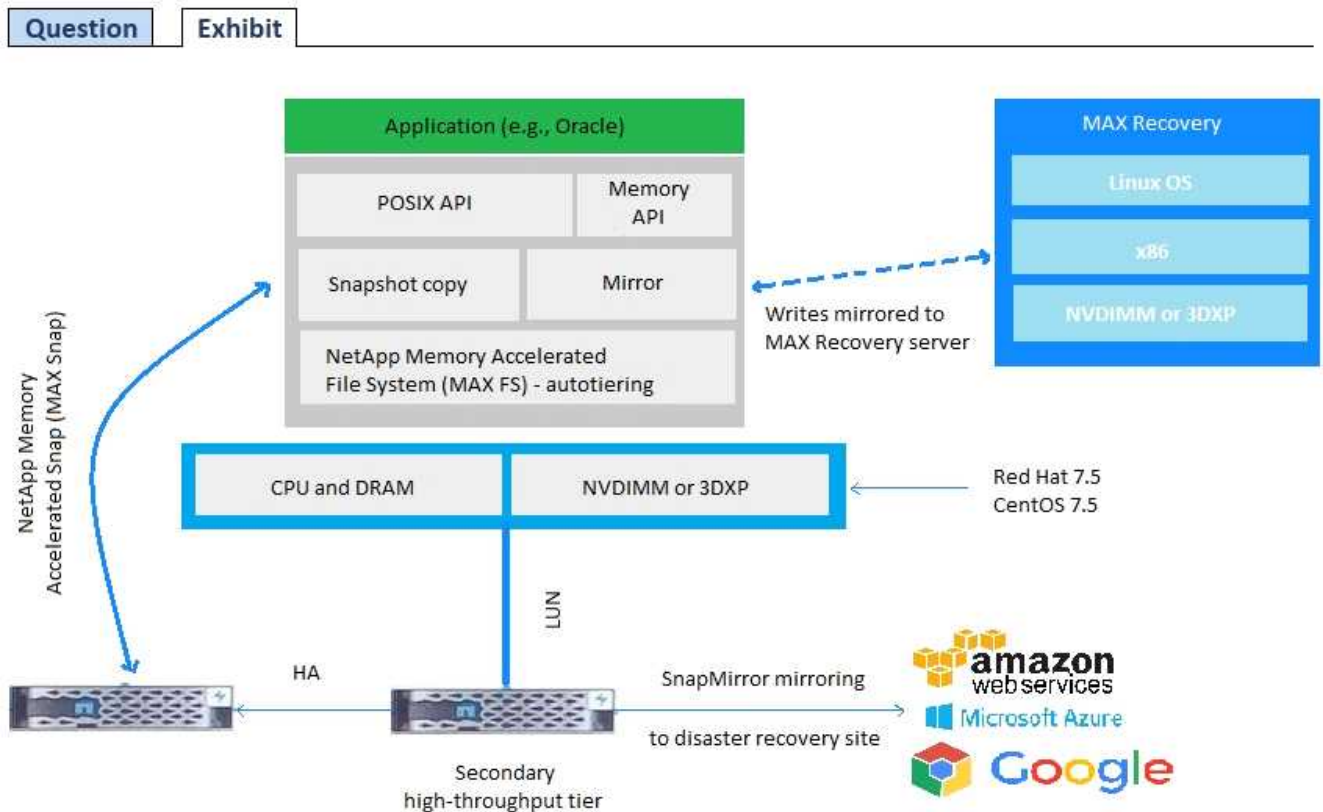 Question
Exhibit
Application (e.g., Oracle)
POSIX API
Memory
API
Snapshot copy
Mirror
NetApp Memory Accelerated
File System (MAX FS) - autotiering
MAX Recovery
Linux OS
x86
NVDIMM or 3DXP
Writes mirrored to
MAX Recovery server
NetApp Memory
Accelerated Snap (MAX Snap)
CPU and DRAM
NVDIMM or 3DXP
Red Hat 7.5
CentOS 7.5
LUN
HA
SnapMirror mirroring
to disaster recovery site
Secondary
high-throughput tier
amazon
webservices
Microsoft Azure
Google